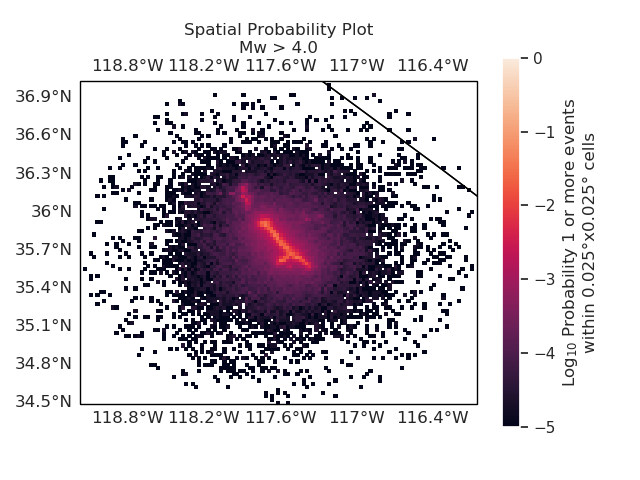 Spatial Probability Plot
Mw > 4.0
118.8°W 118.2°W 117.6°W 117°W 116.4°W
36.9°N
36.6°N
36.3°N
36°N
35.7°N
35.4°N
35.1°N
34.8°N
34.5°N
118.8°W 118.2°W 117.6°W 117°W 116.4°W
0
−1
−2
−3
−4
−5
Log₁₀ Probability 1 or more events
within 0.025°x0.025° cells